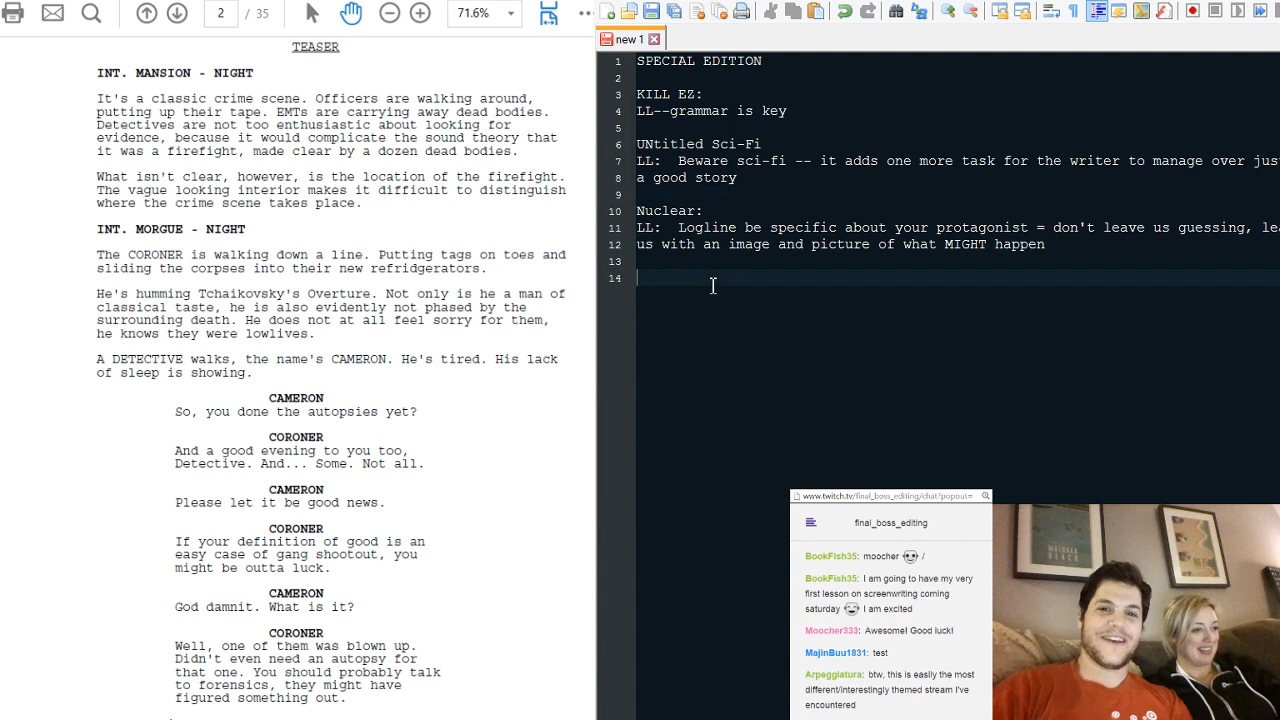 2 / 35
71.6%
TEASER
INT. MANSION - NIGHT
It's a classic crime scene. Officers are walking around,
putting up their tape. EMTs are carrying away dead bodies.
Detectives are not too enthusiastic about looking for
evidence, because it would complicate the sound theory that
it was a firefight, made clear by a dozen dead bodies.
What isn't clear, however, is the location of the firefight.
The vague looking interior makes it difficult to distinguish
where the crime scene takes place.
INT. MORGUE - NIGHT
The CORONER is walking down a line. Putting tags on toes and
sliding the corpses into their new refridgerators.
He's humming Tchaikovsky's Overture. Not only is he a man of
classical taste, he is also evidently not phased by the
surrounding death. He does not at all feel sorry for them,
he knows they were lowlives.
A DETECTIVE walks, the name's CAMERON. He's tired. His lack
of sleep is showing.
CAMERON
So, you done the autopsies yet?
CORONER
And a good evening to you too,
Detective. And... Some. Not all.
CAMERON
Please let it be good news.
CORONER
If your definition of good is an
easy case of gang shootout, you
might be outta luck.
CAMERON
God damnit. What is it?
CORONER
Well, one of them was blown up.
Didn't even need an autopsy for
that one. You should probably talk
to forensics, they might have
figured something out.
new 1
1 SPECIAL EDITION
2
3 KILL EZ:
4 LL--grammar is key
5
6 UNtitled Sci-Fi
7 LL:  Beware sci-fi -- it adds one more task for the writer to manage over jus
8 a good story
9
10 Nuclear:
11 LL:  Logline be specific about your protagonist = don't leave us guessing, lea
12 us with an image and picture of what MIGHT happen
13
14
www.twitch.tv/final_boss_editing/chat?popout=
final_boss_editing
BookFish35: moocher /
BookFish35: I am going to have my very
first lesson on screenwriting coming
saturday I am excited
Moocher333: Awesome! Good luck!
MajinBuu1831: test
Arpeggiatura: btw, this is easily the most
different/interestingly themed stream I've
encountered